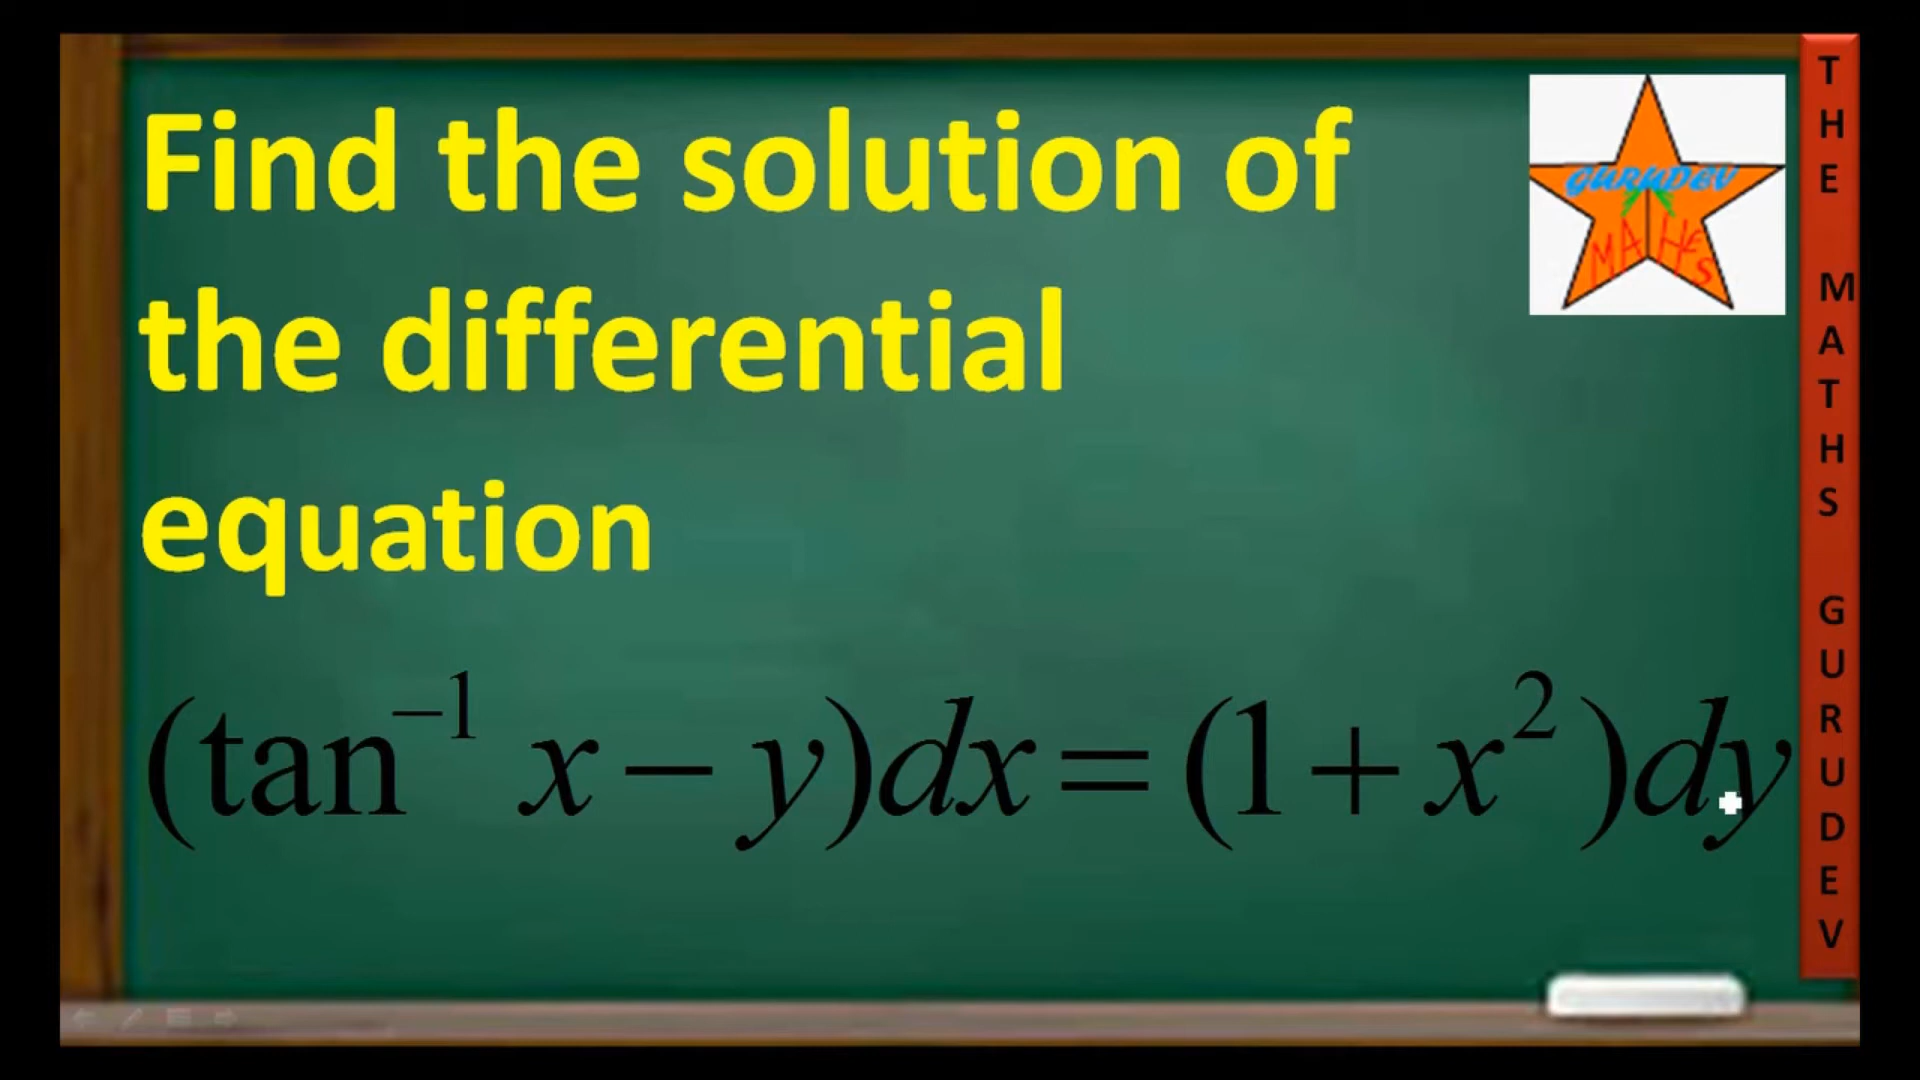 Find the solution of
the differential
equation
(tan⁻¹ x − y)dx = (1 + x²)dy
GURUDEV
MATHS
THE MATHS GURUDEV